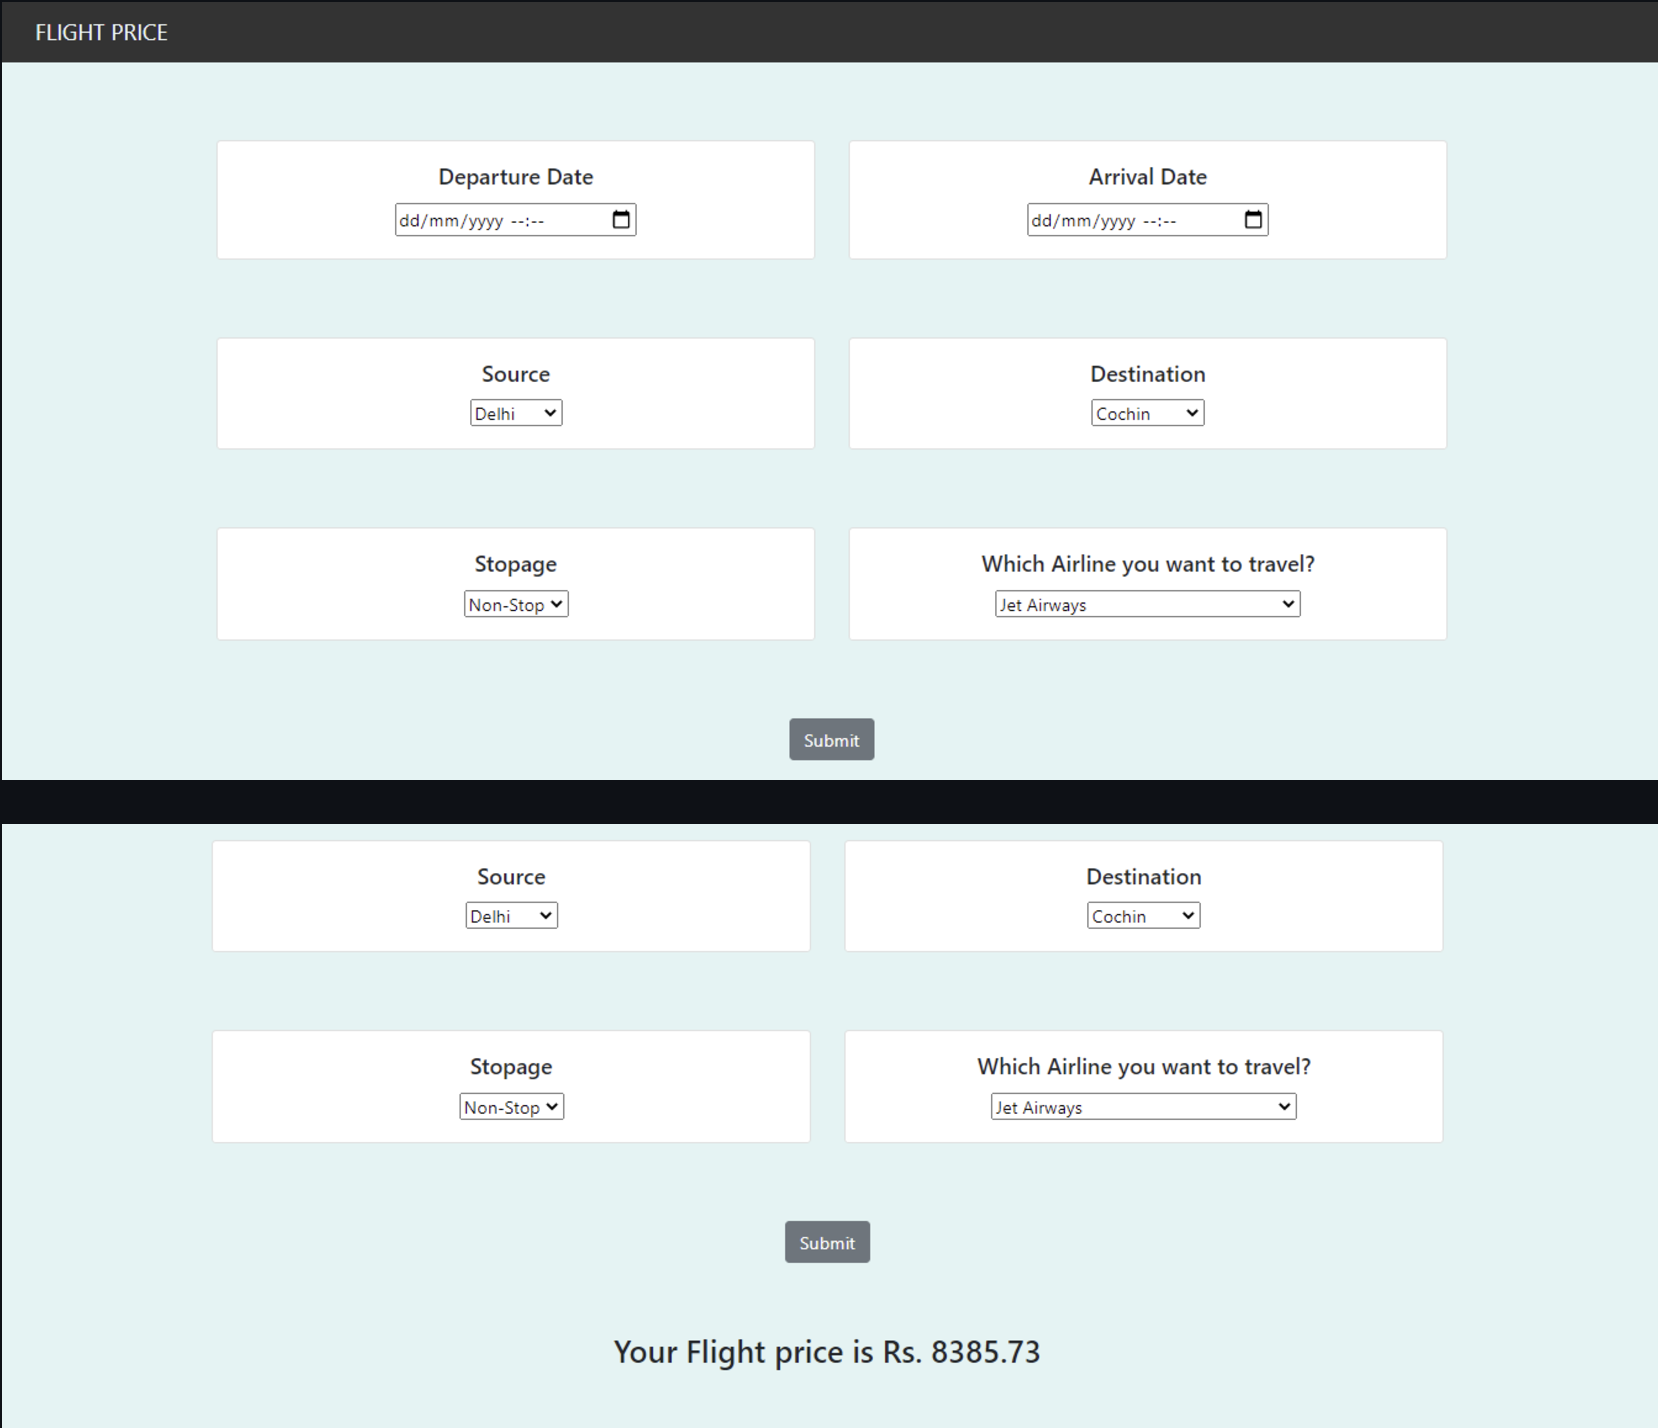 FLIGHT PRICE
Departure Date
Arrival Date
dd/mm/yyyy --:--
dd/mm/yyyy --:--
Source
Destination
Delhi
Cochin
Stopage
Which Airline you want to travel?
Non-Stop
Jet Airways
Submit
Source
Destination
Delhi
Cochin
Stopage
Which Airline you want to travel?
Non-Stop
Jet Airways
Submit
Your Flight price is Rs. 8385.73